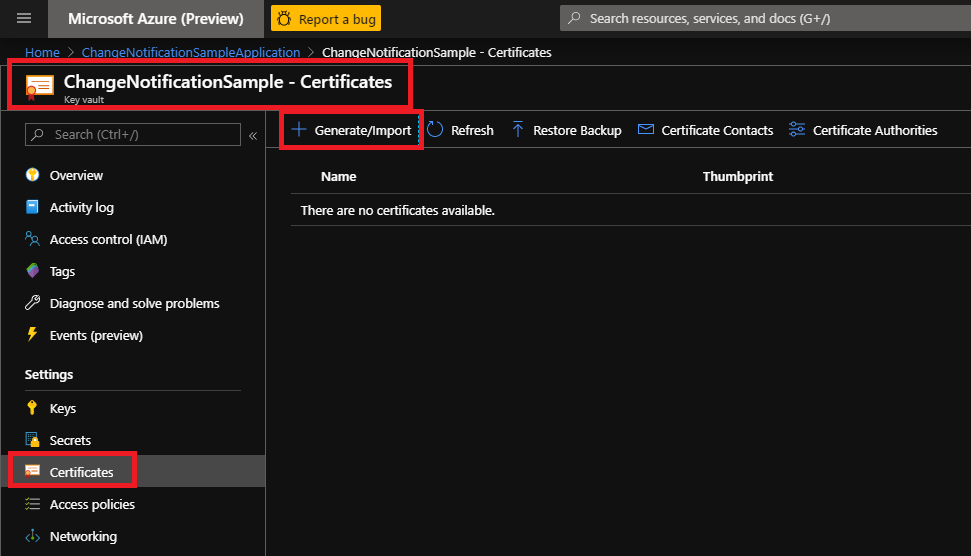 Microsoft Azure (Preview)
Report a bug
Search resources, services, and docs (G+/)
Home > ChangeNotificationSampleApplication > ChangeNotificationSample - Certificates
ChangeNotificationSample - Certificates
Key vault
Search (Ctrl+/)
«
Generate/Import
Refresh
Restore Backup
Certificate Contacts
Certificate Authorities
Name
Thumbprint
There are no certificates available.
Overview
Activity log
Access control (IAM)
Tags
Diagnose and solve problems
Events (preview)
Settings
Keys
Secrets
Certificates
Access policies
Networking